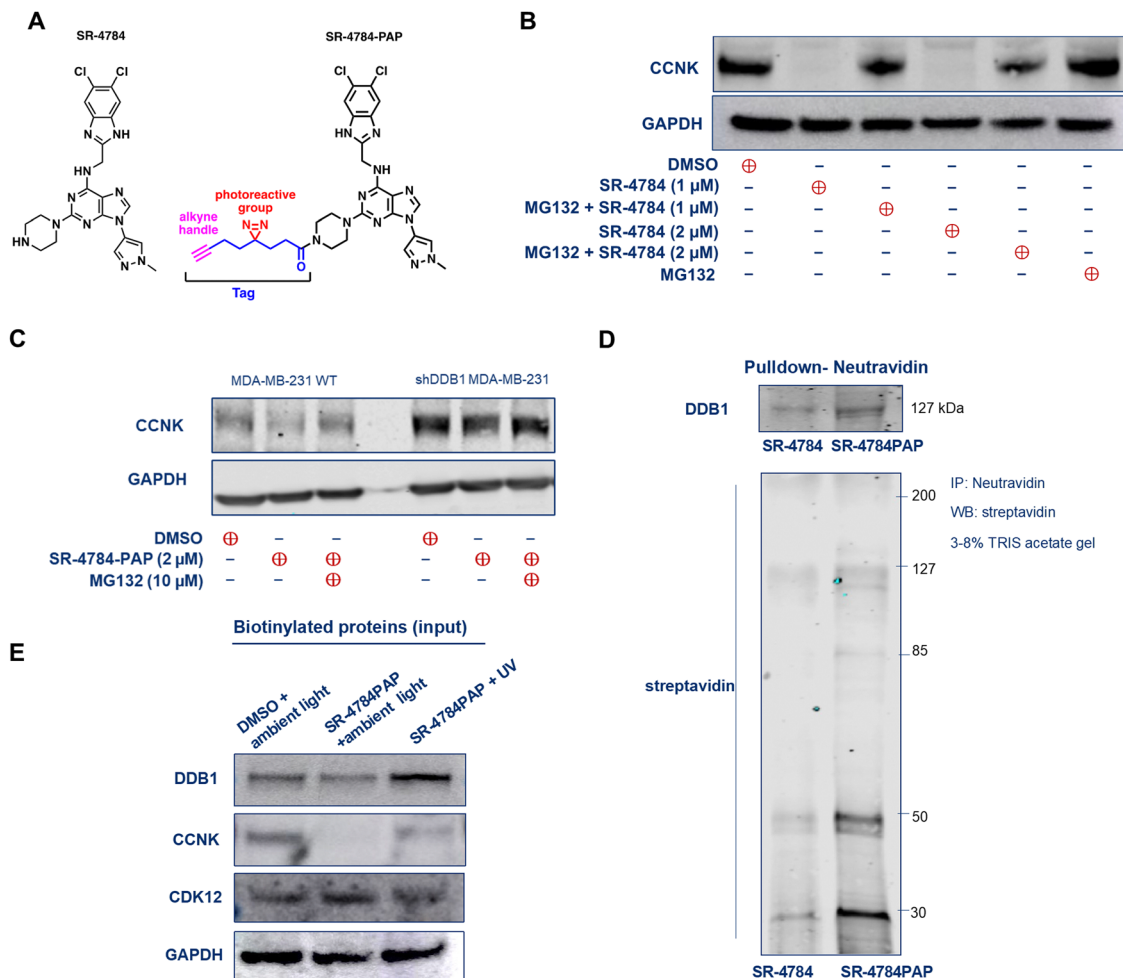 A
SR-4784
SR-4784-PAP
Cl Cl
Cl Cl
N NH
HN N
NH
NH
N N
N N
N N N
N N N
HN
N
N-N
N-N
photoreactive
group
alkyne
handle
N=N
O
Tag
B
CCNK
GAPDH
DMSO ⊕ – – – – –
SR-4784 (1 µM) – ⊕ – – – –
MG132 + SR-4784 (1 µM) – – ⊕ – – –
SR-4784 (2 µM) – – – ⊕ – –
MG132 + SR-4784 (2 µM) – – – – ⊕ –
MG132 – – – – – ⊕
C
MDA-MB-231 WT shDDB1 MDA-MB-231
CCNK
GAPDH
DMSO ⊕ – – ⊕ – –
SR-4784-PAP (2 µM) – ⊕ ⊕ – ⊕ ⊕
MG132 (10 µM) – – ⊕ – – ⊕
D
Pulldown- Neutravidin
DDB1
127 kDa
SR-4784 SR-4784PAP
IP: Neutravidin
WB: streptavidin
3-8% TRIS acetate gel
200
127
85
50
30
streptavidin
SR-4784 SR-4784PAP
E
Biotinylated proteins (input)
DMSO +
ambient light
SR-4784PAP
+ambient light
SR-4784PAP + UV
DDB1
CCNK
CDK12
GAPDH